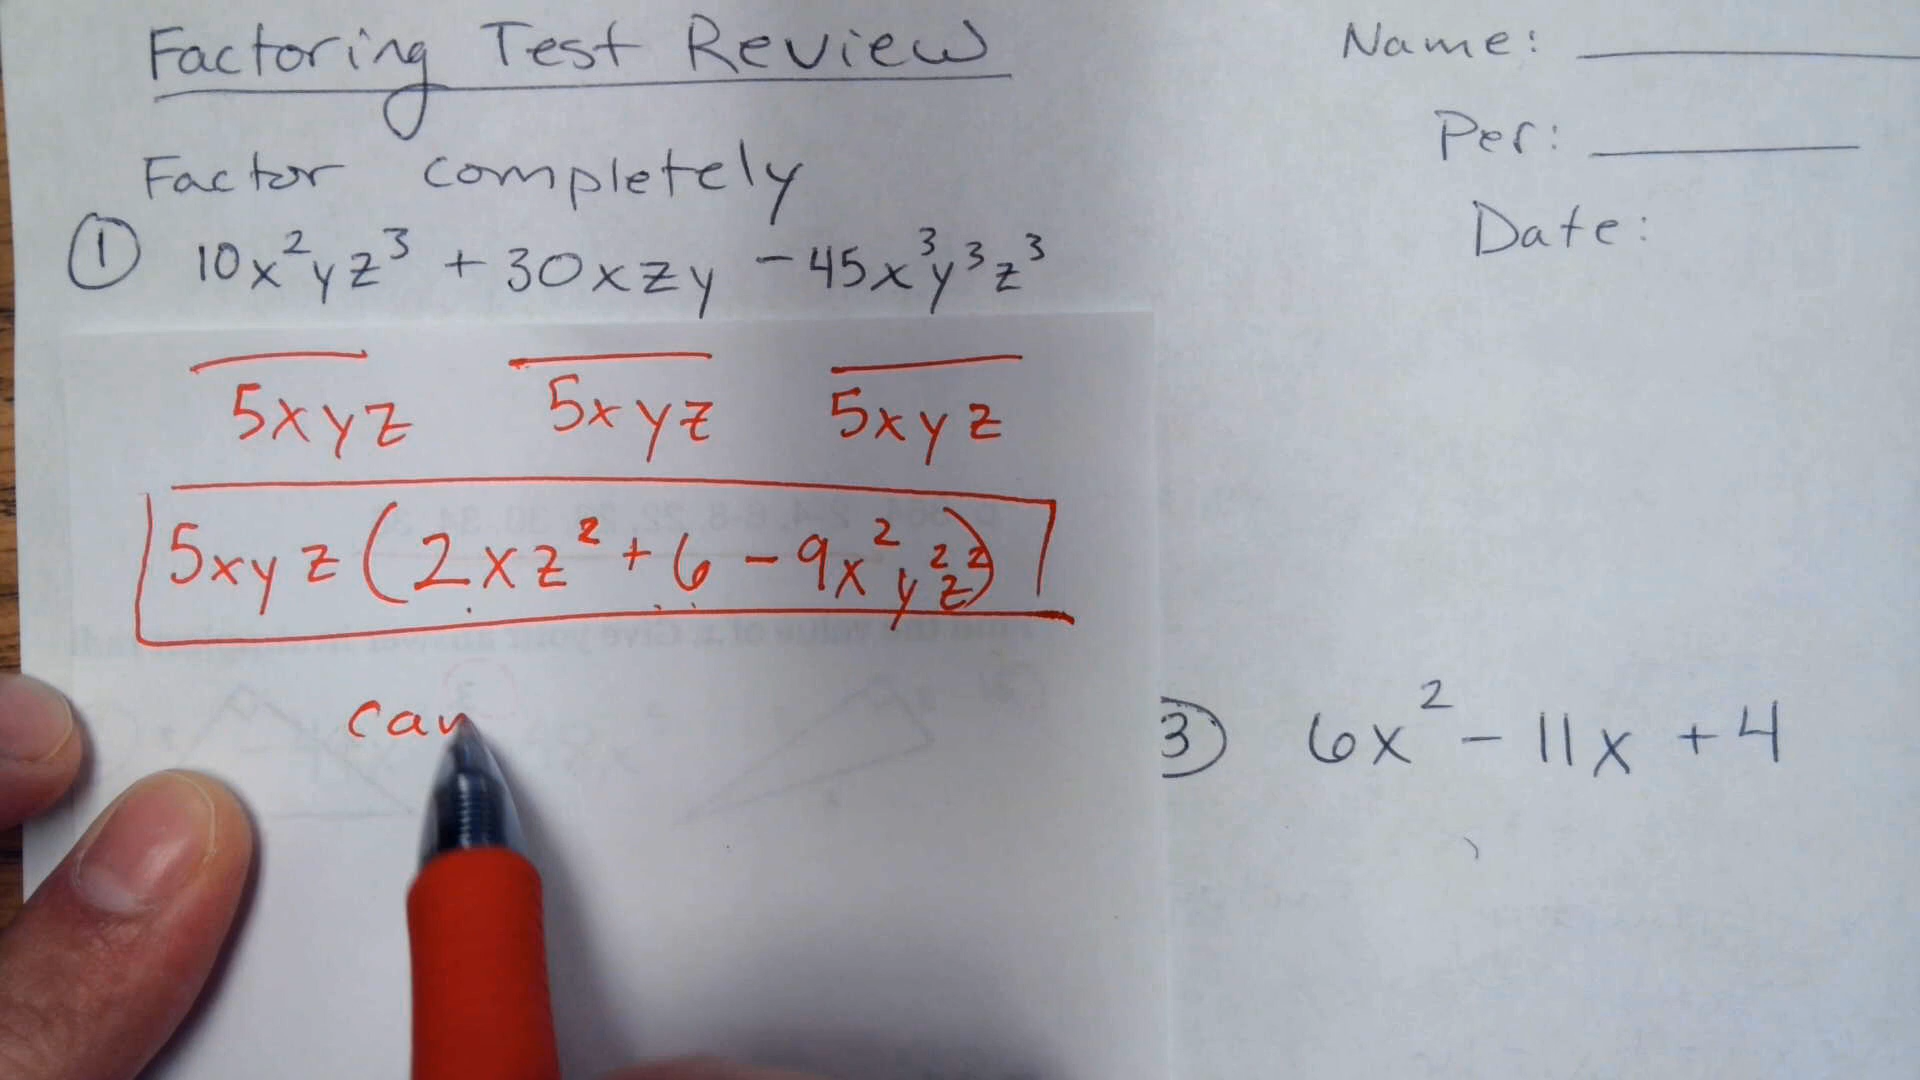 Factoring Test Review
Name:
Per:
Date:
Factor completely
① 10x²yz³ + 30xzy − 45x³y³z³
5xyz 5xyz 5xyz
5xyz(2xz² + 6 − 9x²y²z²)
can
③ 6x² − 11x + 4